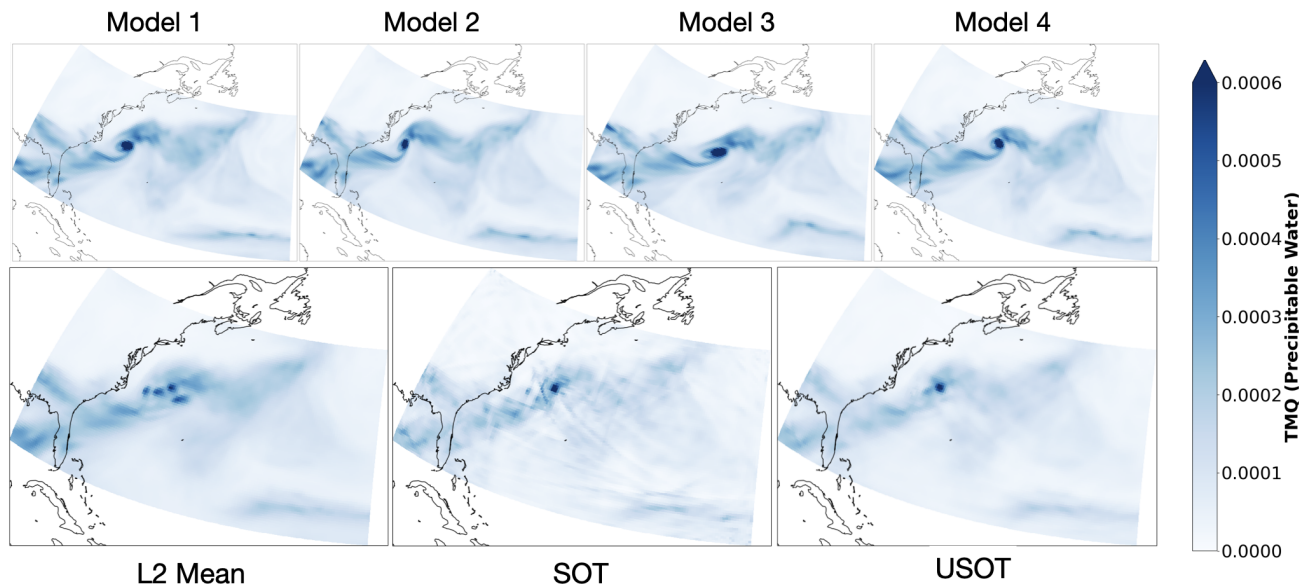 Model 1
Model 2
Model 3
Model 4
0.0006
0.0005
0.0004
0.0003
0.0002
0.0001
0.0000
TMQ (Precipitable Water)
L2 Mean
SOT
USOT